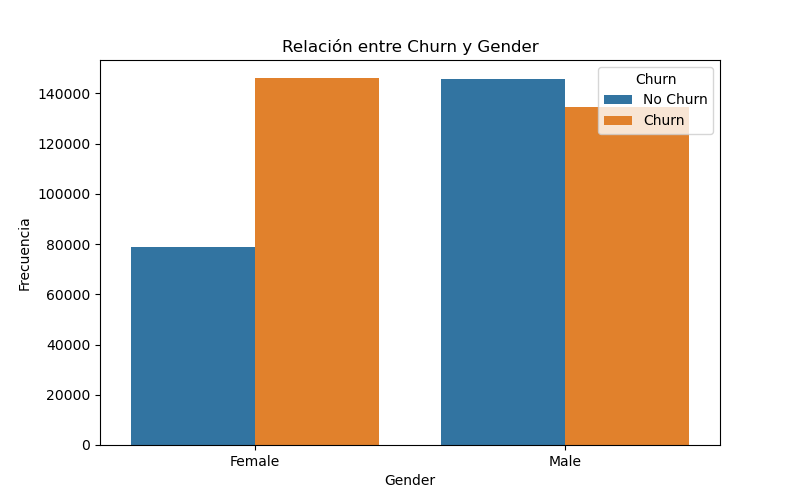 Relación entre Churn y Gender
Churn
No Churn
Churn
140000
120000
100000
80000
60000
40000
20000
0
Frecuencia
Female
Male
Gender